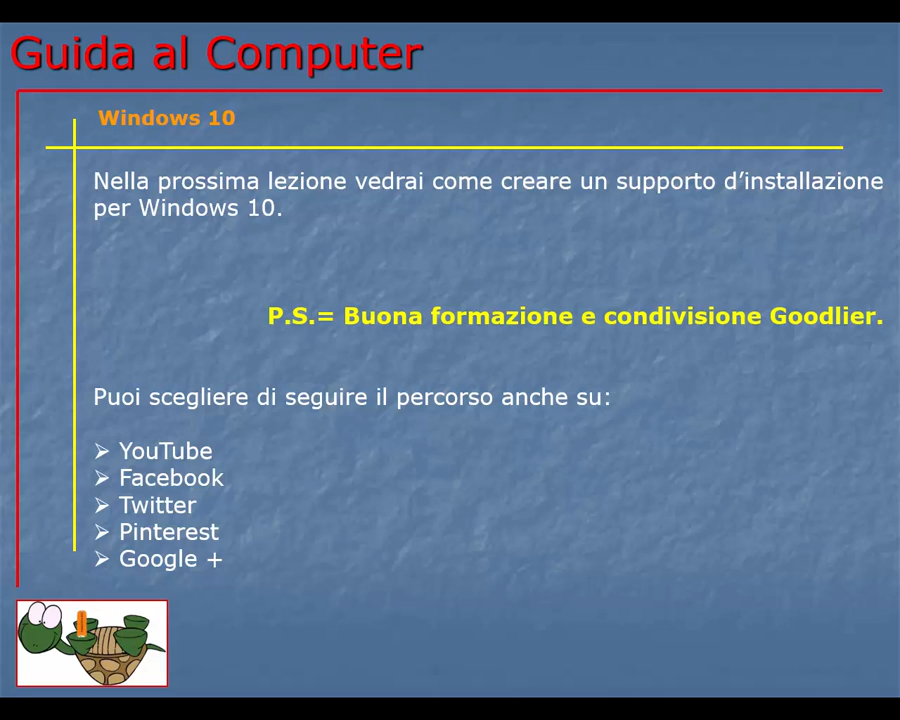 Guida al Computer
Windows 10
Nella prossima lezione vedrai come creare un supporto d’installazione
per Windows 10.
P.S.= Buona formazione e condivisione Goodlier.
Puoi scegliere di seguire il percorso anche su:
➢ YouTube
➢ Facebook
➢ Twitter
➢ Pinterest
➢ Google +